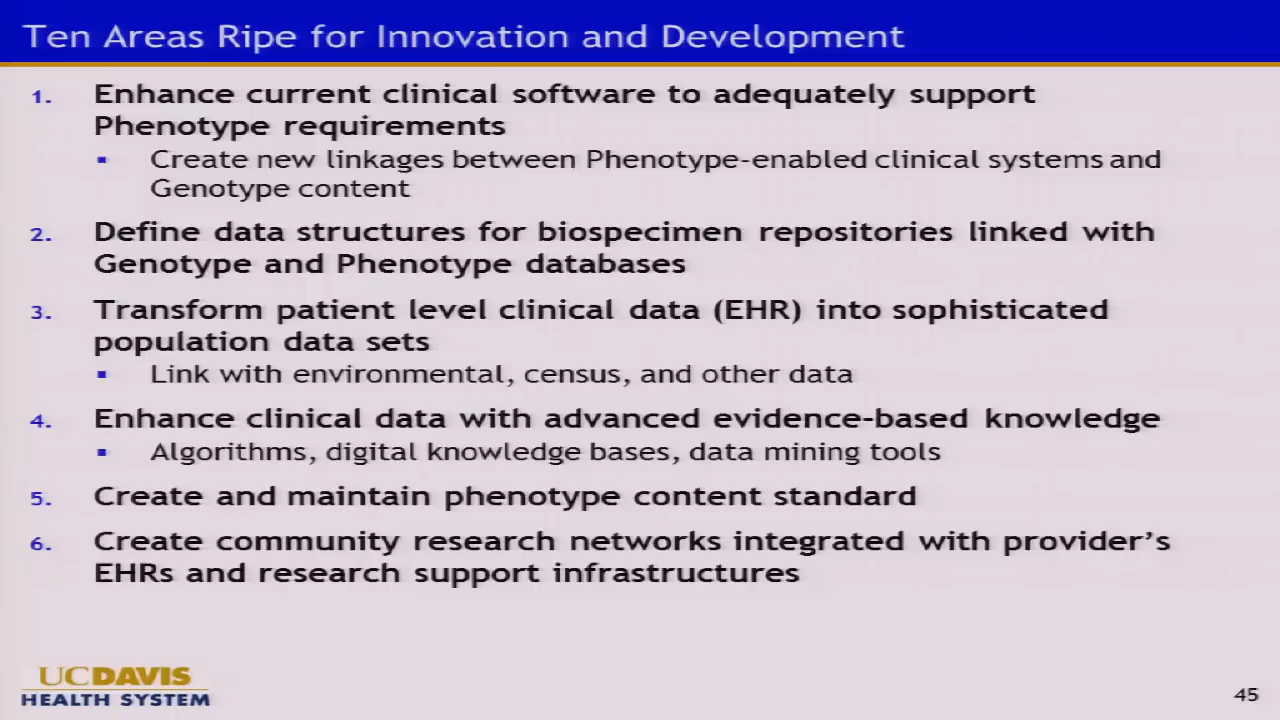 Ten Areas Ripe for Innovation and Development
1. Enhance current clinical software to adequately support
Phenotype requirements
▪ Create new linkages between Phenotype-enabled clinical systems and
Genotype content
2. Define data structures for biospecimen repositories linked with
Genotype and Phenotype databases
3. Transform patient level clinical data (EHR) into sophisticated
population data sets
▪ Link with environmental, census, and other data
4. Enhance clinical data with advanced evidence-based knowledge
▪ Algorithms, digital knowledge bases, data mining tools
5. Create and maintain phenotype content standard
6. Create community research networks integrated with provider's
EHRs and research support infrastructures
UCDAVIS
HEALTH SYSTEM
45